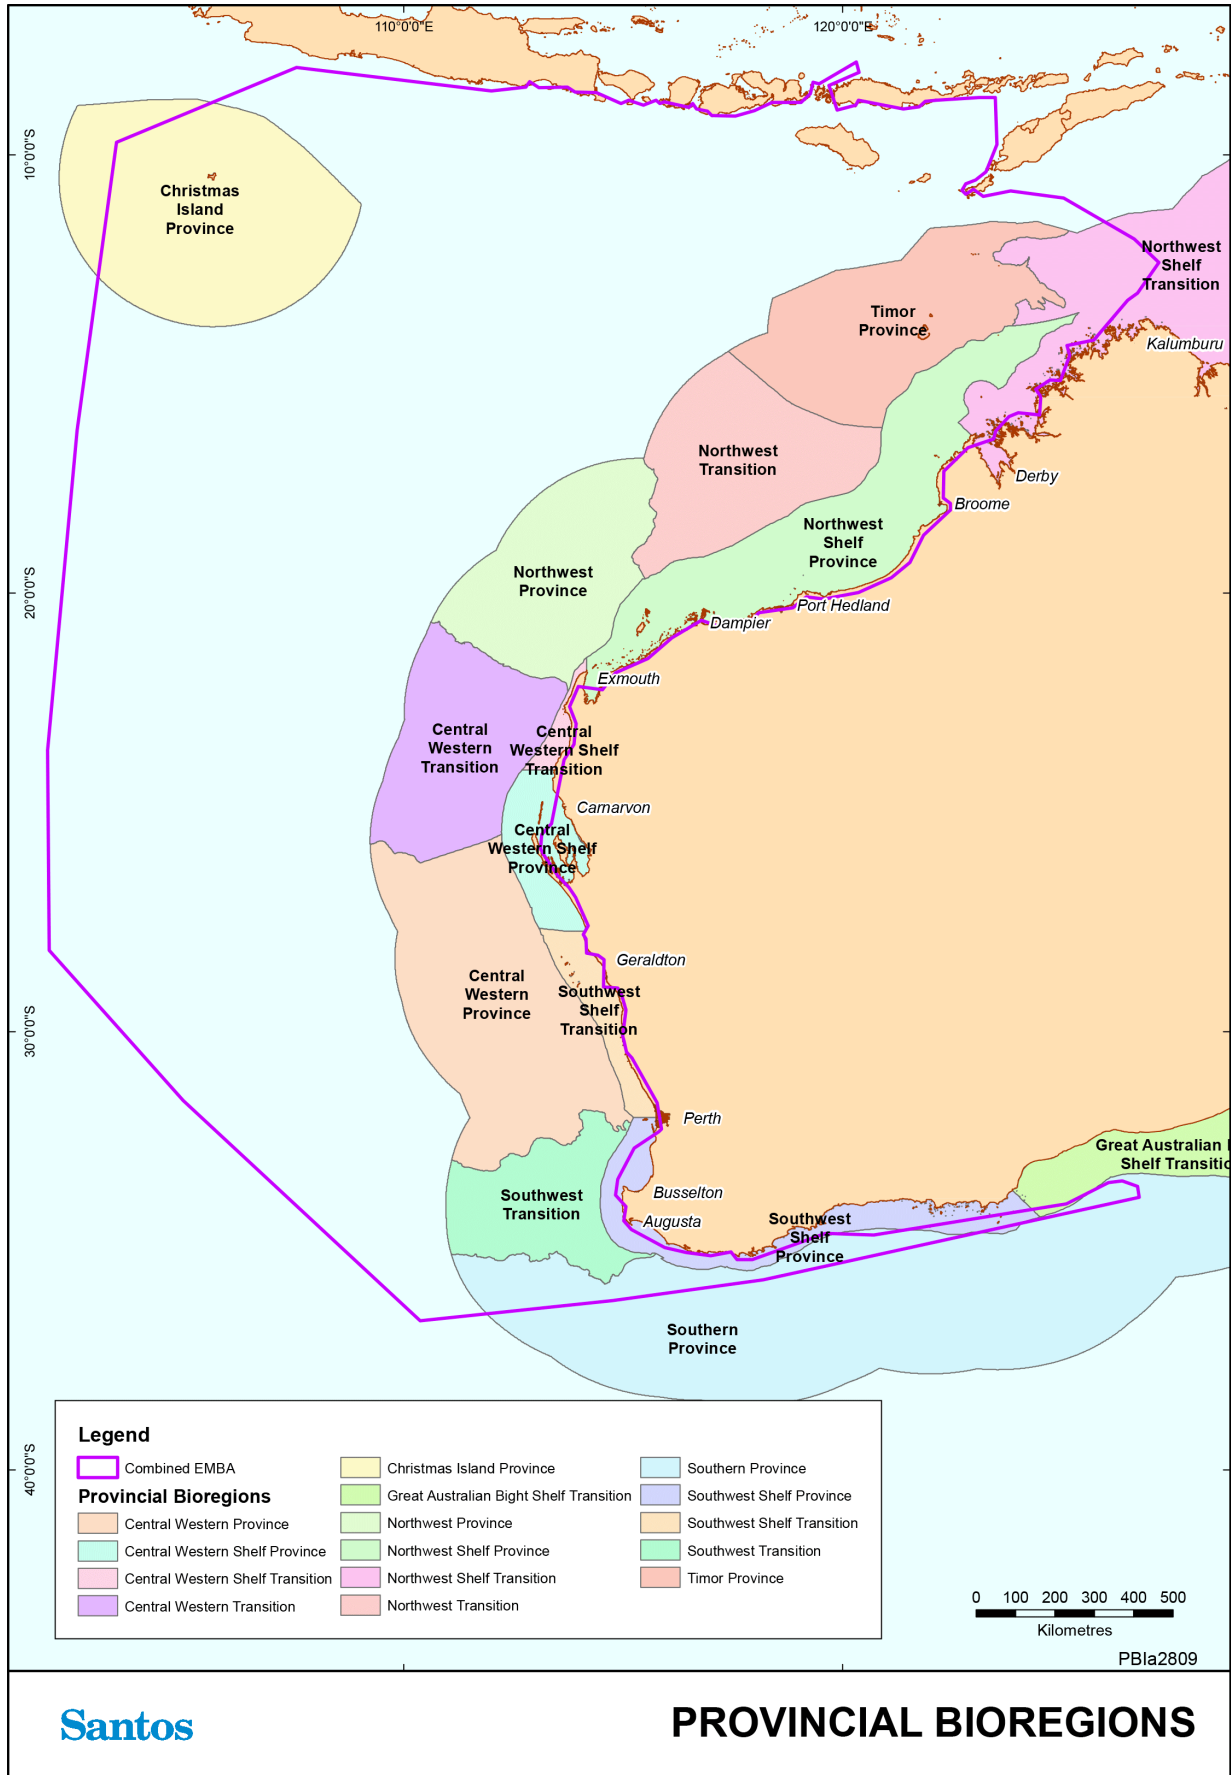 110°0'0"E
120°0'0"E
10°0'0"S
Christmas
Island
Province
Northwest
Shelf
Transition
Timor
Province
Kalumburu
Northwest
Transition
Derby
Broome
Northwest
Shelf
Province
Northwest
Province
20°0'0"S
Port Hedland
Dampier
Exmouth
Central
Western
Transition
Central
Western Shelf
Transition
Carnarvon
Central
Western Shelf
Province
Geraldton
Central
Western
Province
Southwest
Shelf
Transition
30°0'0"S
Perth
Great Australian
Shelf Transitio
Southwest
Transition
Busselton
Augusta
Southwest
Shelf
Province
Southern
Province
40°0'0"S
Legend
Combined EMBA
Provincial Bioregions
Central Western Province
Central Western Shelf Province
Central Western Shelf Transition
Central Western Transition
Christmas Island Province
Great Australian Bight Shelf Transition
Northwest Province
Northwest Shelf Province
Northwest Shelf Transition
Northwest Transition
Southern Province
Southwest Shelf Province
Southwest Shelf Transition
Southwest Transition
Timor Province
0 100 200 300 400 500
Kilometres
PBIa2809
Santos
PROVINCIAL BIOREGIONS